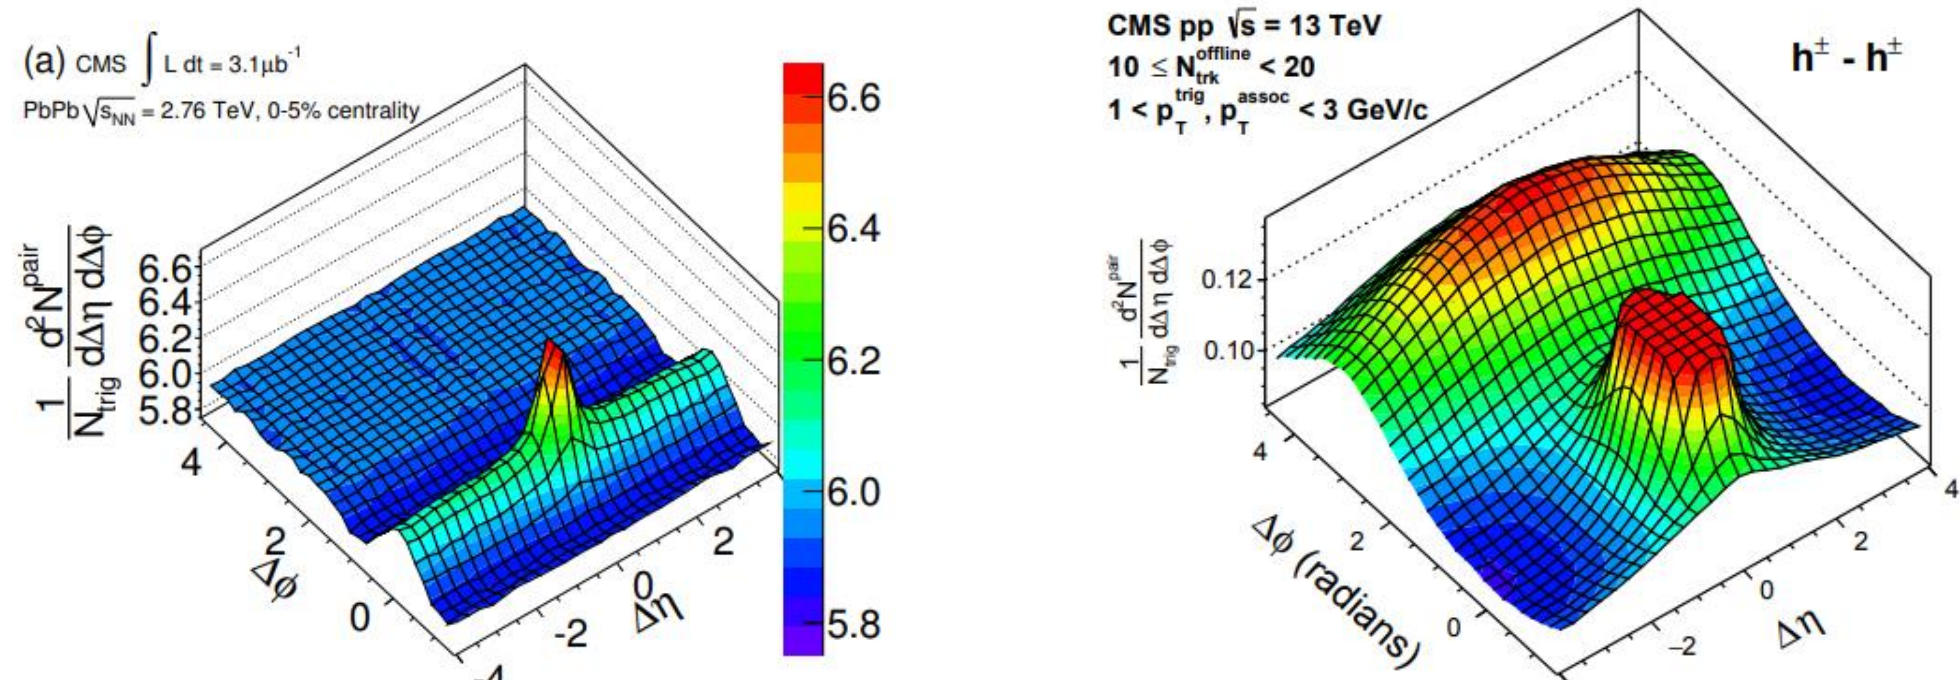 (a) CMS ∫ L dt = 3.1μb⁻¹
PbPb √s_NN = 2.76 TeV, 0-5% centrality
1/N_trig d²N^pair/dΔη dΔϕ
6.6
6.4
6.2
6.0
5.8
4
2
0
Δϕ
-4
-2
0
2
Δη
6.6
6.4
6.2
6.0
5.8
CMS pp √s = 13 TeV
10 ≤ N_trk^offline < 20
1 < p_T^trig, p_T^assoc < 3 GeV/c
h± - h±
1/N_trig d²N^pair/dΔη dΔϕ
0.12
0.10
4
2
0
Δϕ (radians)
−2
0
2
4
Δη